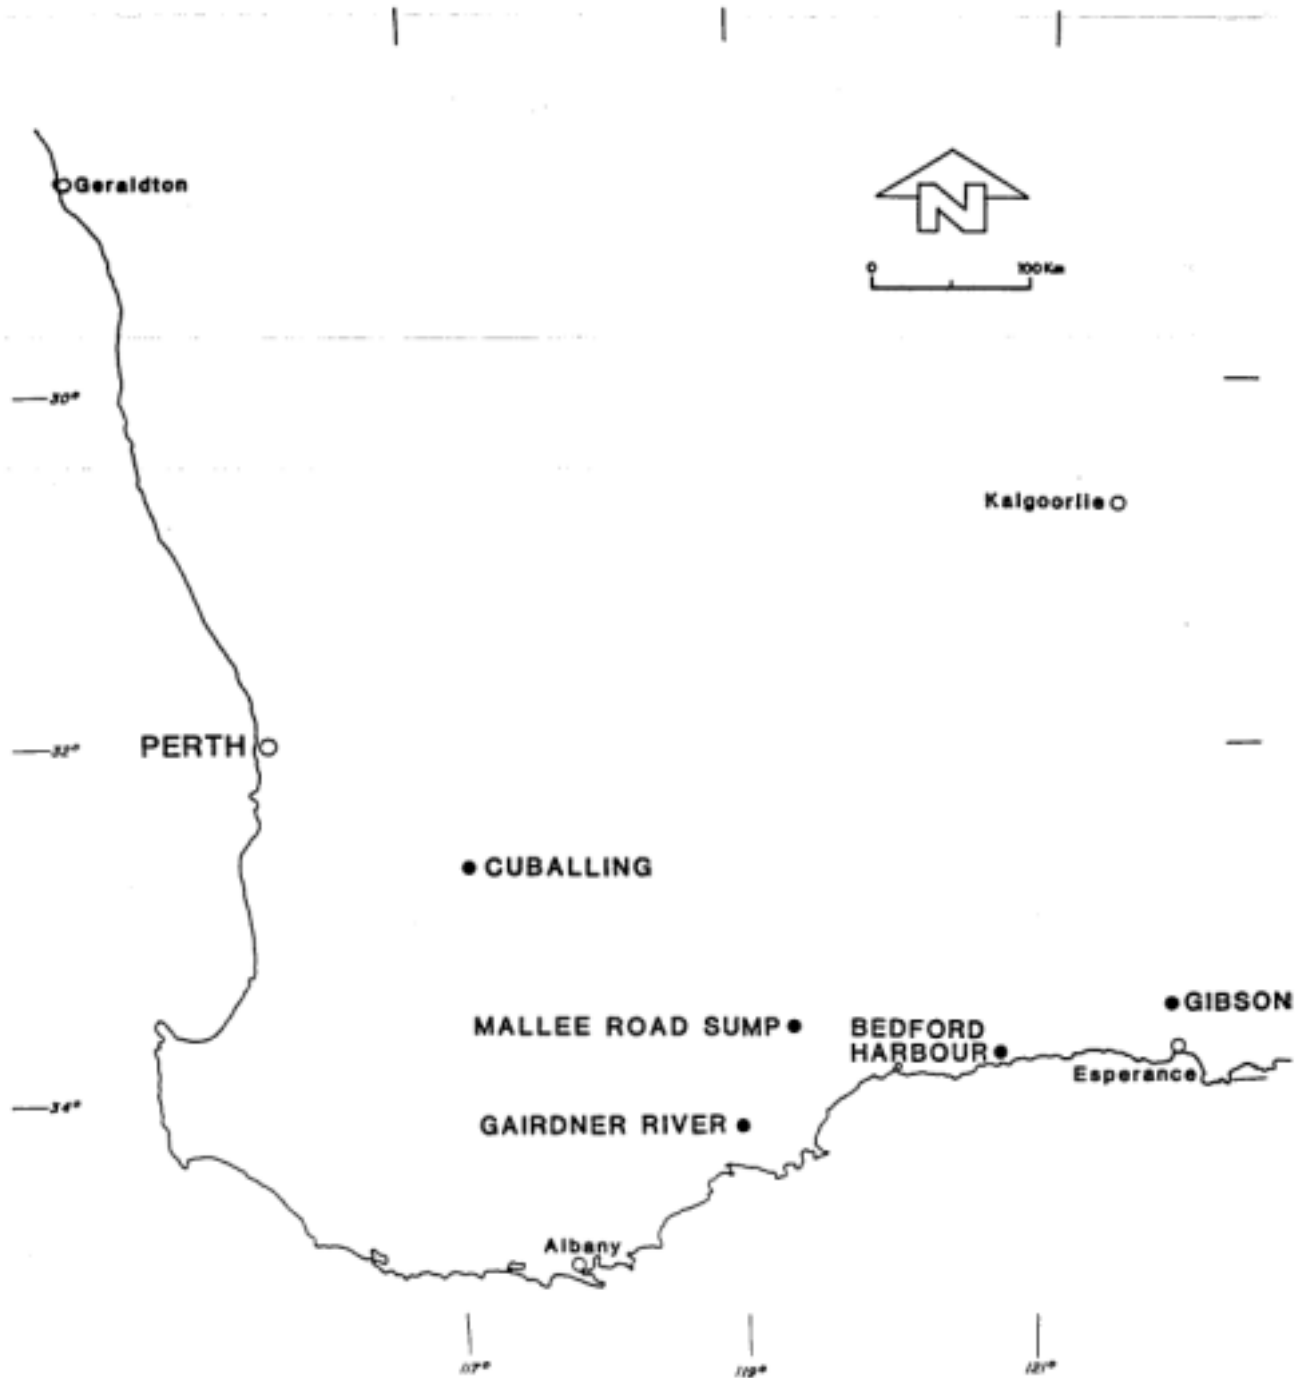 Geraldton
N
0 100Km
30°
Kalgoorlie
32°
PERTH
CUBALLING
GIBSON
MALLEE ROAD SUMP
BEDFORD
HARBOUR
Esperance
34°
GAIRDNER RIVER
Albany
117° 119° 121°